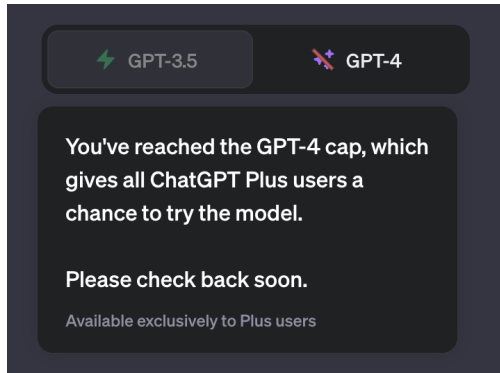 GPT-3.5
GPT-4
You've reached the GPT-4 cap, which
gives all ChatGPT Plus users a
chance to try the model.
Please check back soon.
Available exclusively to Plus users